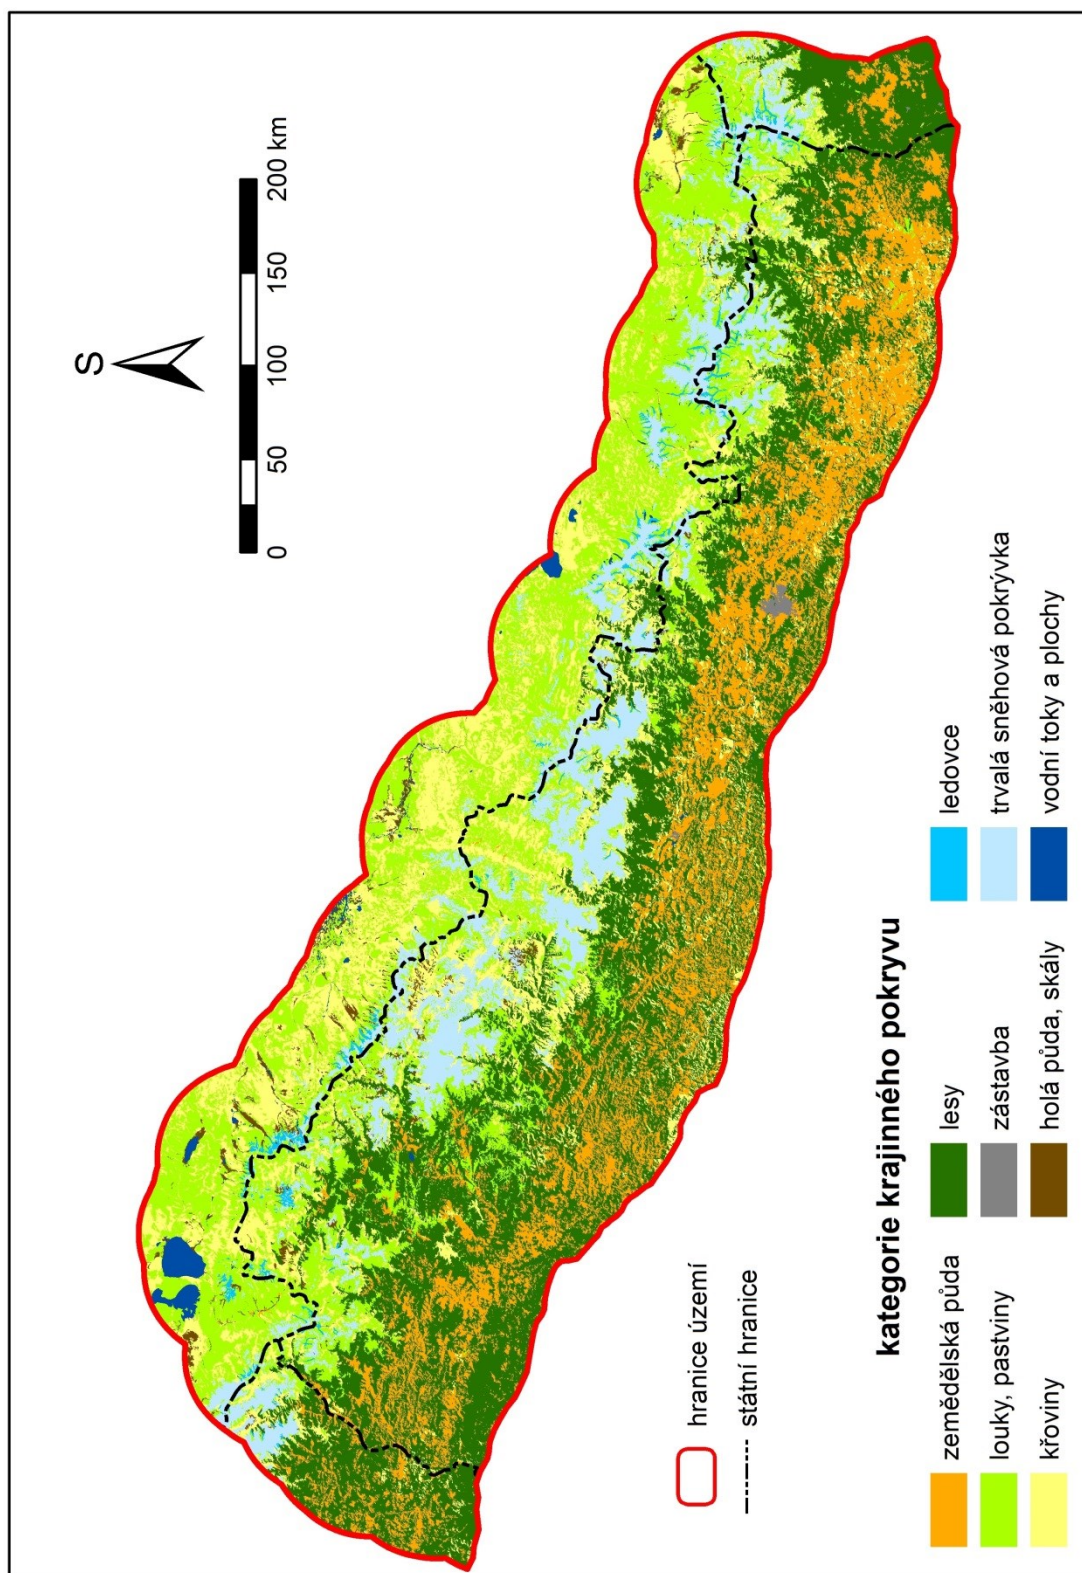 S
0 50 100 150 200 km
hranice území
státní hranice
kategorie krajinného pokryvu
zemědělská půda
louky, pastviny
křoviny
lesy
zástavba
holá půda, skály
ledovce
trvalá sněhová pokrývka
vodní toky a plochy